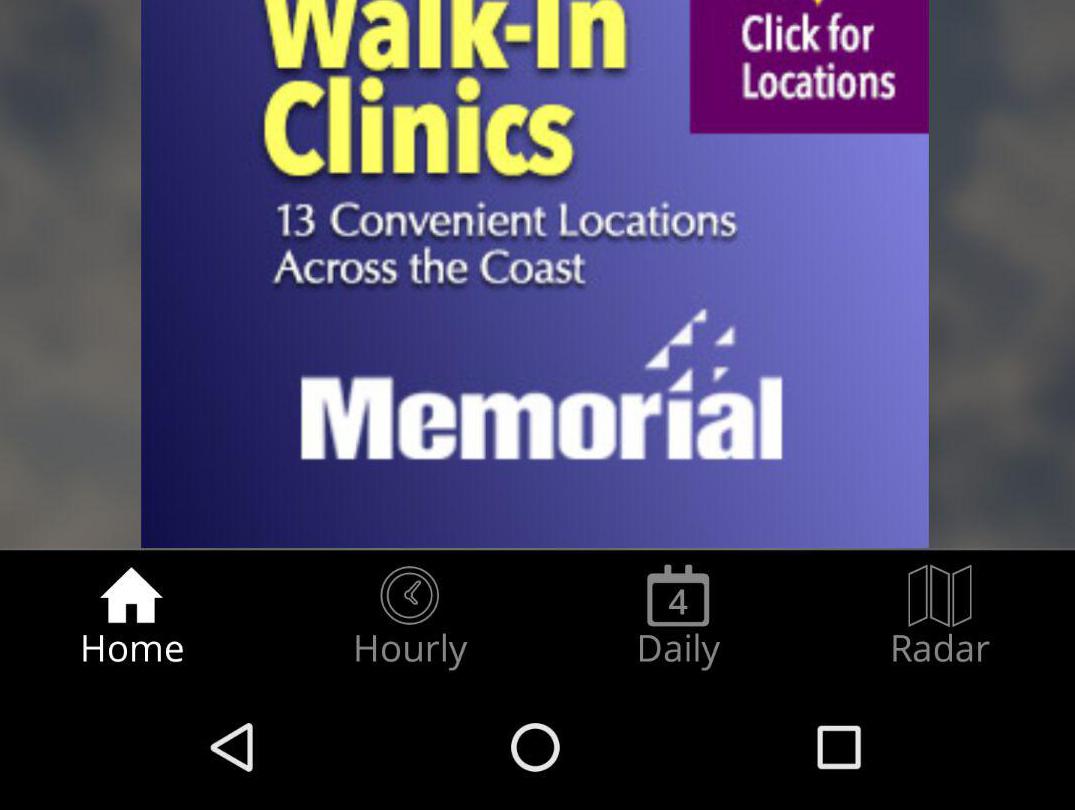 Walk-In
Clinics
Click for
Locations
13 Convenient Locations
Across the Coast
Memorial
4
Home
Hourly
Daily
Radar